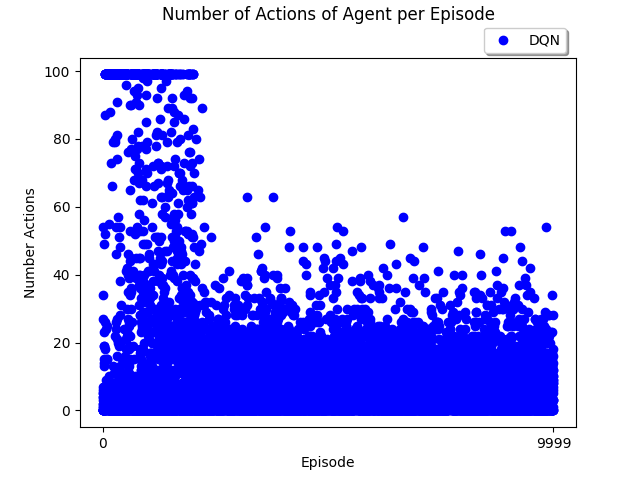 Number of Actions of Agent per Episode
DQN
100
80
60
40
20
0
Number Actions
0
9999
Episode